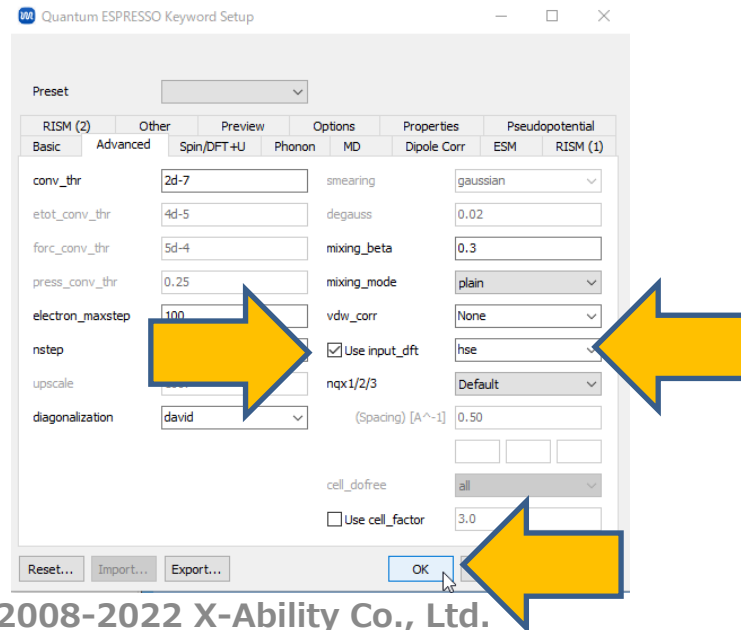 Quantum ESPRESSO Keyword Setup
Preset
RISM (2) Other Preview Options Properties Pseudopotential
Basic Advanced Spin/DFT+U Phonon MD Dipole Corr ESM RISM (1)
conv_thr 2d-7 smearing gaussian
etot_conv_thr 4d-5 degauss 0.02
forc_conv_thr 5d-4 mixing_beta 0.3
press_conv_thr 0.25 mixing_mode plain
electron_maxstep 100 vdw_corr None
nstep Use input_dft hse
upscale nqx1/2/3 Default
diagonalization david (Spacing) [A^-1] 0.50
cell_dofree all
Use cell_factor 3.0
Reset... Import... Export... OK
2008-2022 X-Ability Co., Ltd.